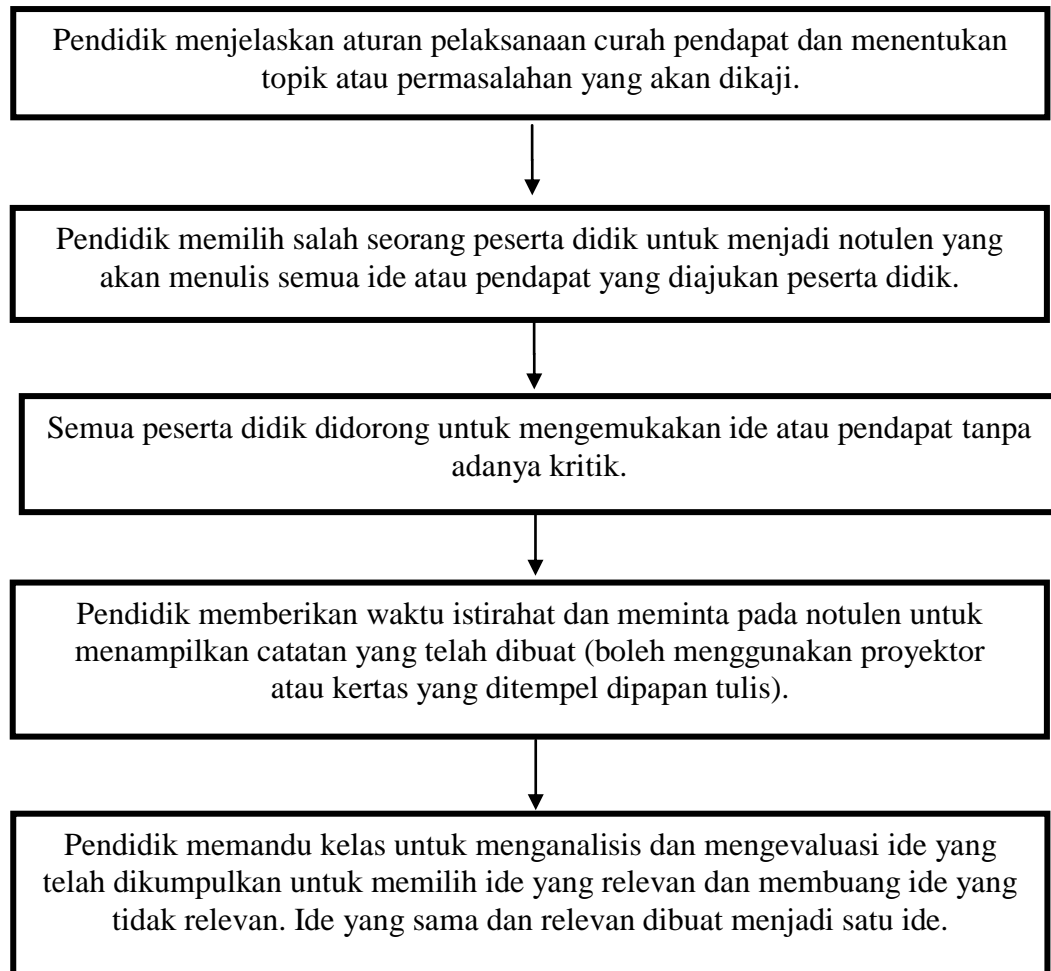 Pendidik menjelaskan aturan pelaksanaan curah pendapat dan menentukan
topik atau permasalahan yang akan dikaji.
Pendidik memilih salah seorang peserta didik untuk menjadi notulen yang
akan menulis semua ide atau pendapat yang diajukan peserta didik.
Semua peserta didik didorong untuk mengemukakan ide atau pendapat tanpa
adanya kritik.
Pendidik memberikan waktu istirahat dan meminta pada notulen untuk
menampilkan catatan yang telah dibuat (boleh menggunakan proyektor
atau kertas yang ditempel dipapan tulis).
Pendidik memandu kelas untuk menganalisis dan mengevaluasi ide yang
telah dikumpulkan untuk memilih ide yang relevan dan membuang ide yang
tidak relevan. Ide yang sama dan relevan dibuat menjadi satu ide.